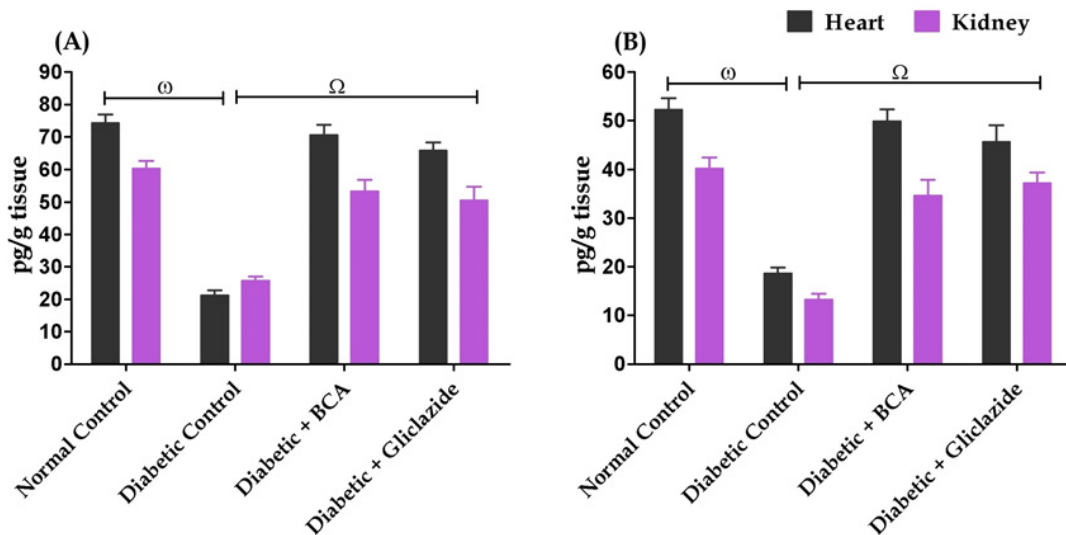 Heart Kidney
(A)
90
80
70
60
50
40
30
20
10
0
pg/g tissue
ω
Ω
Normal Control
Diabetic Control
Diabetic + BCA
Diabetic + Gliclazide
(B)
60
50
40
30
20
10
0
pg/g tissue
ω
Ω
Normal Control
Diabetic Control
Diabetic + BCA
Diabetic + Gliclazide